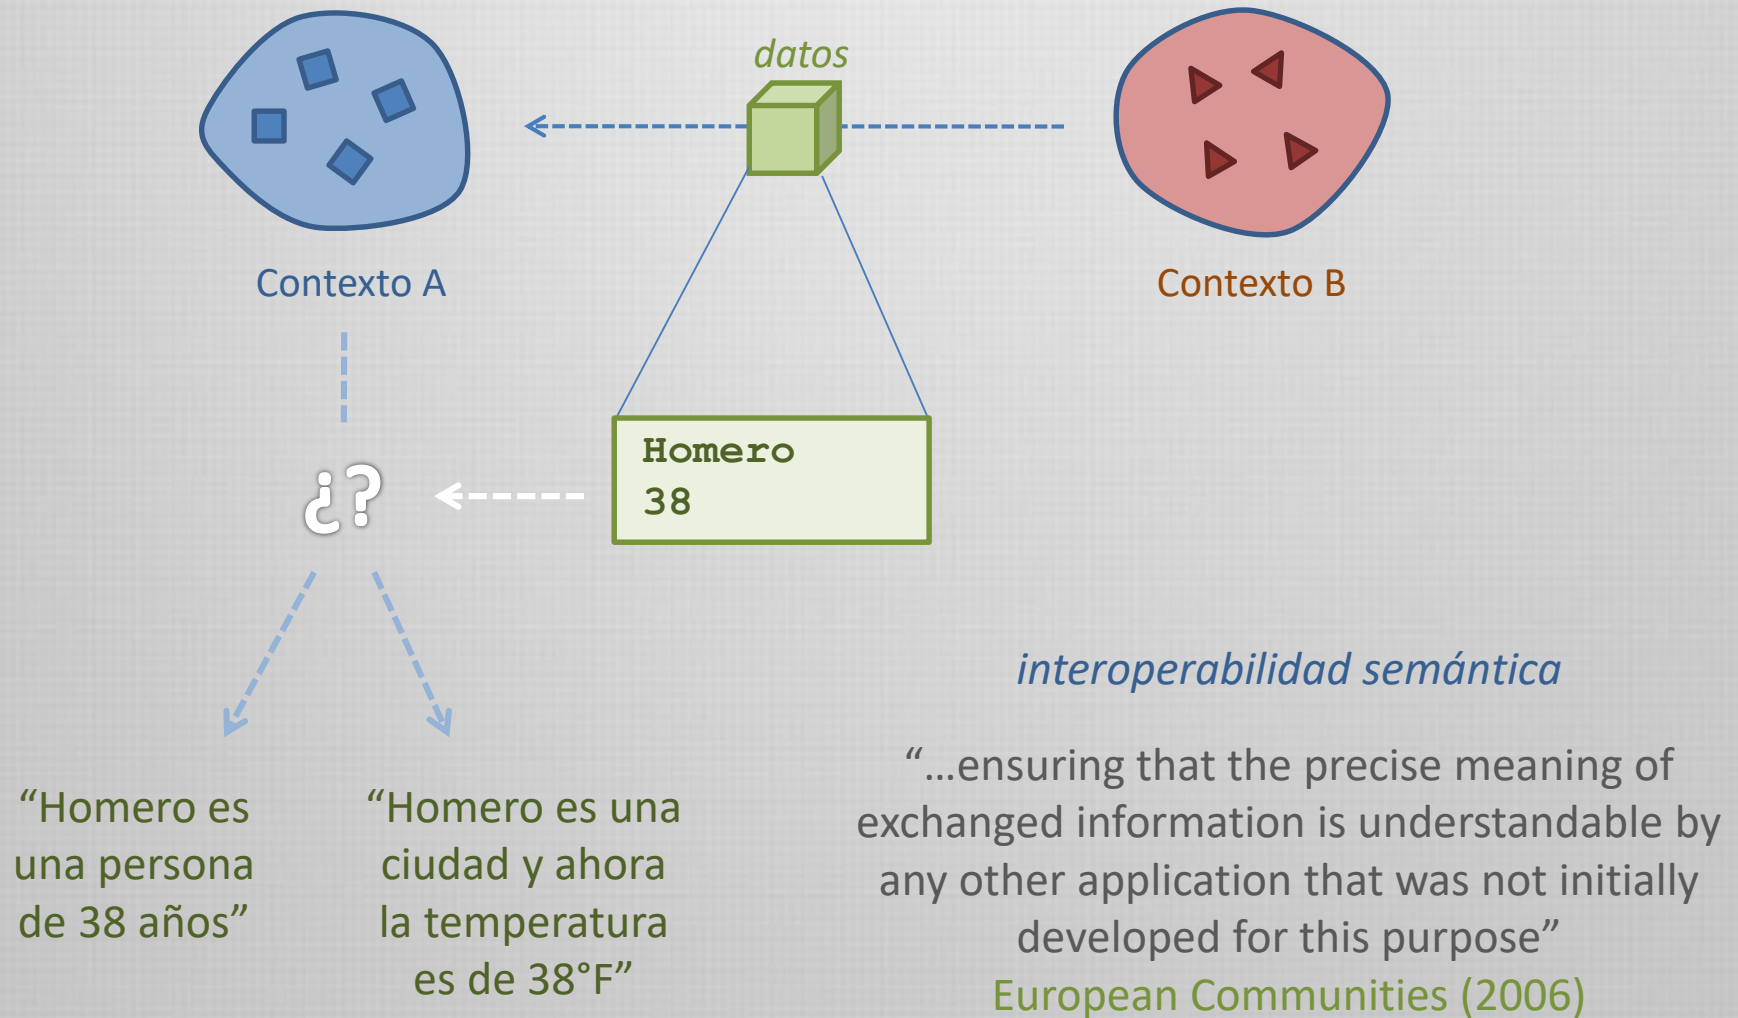 datos
Contexto A
Contexto B
Homero
38
¿?
“Homero es
una persona
de 38 años”
“Homero es una
ciudad y ahora
la temperatura
es de 38°F”
interoperabilidad semántica
“…ensuring that the precise meaning of
exchanged information is understandable by
any other application that was not initially
developed for this purpose”
European Communities (2006)